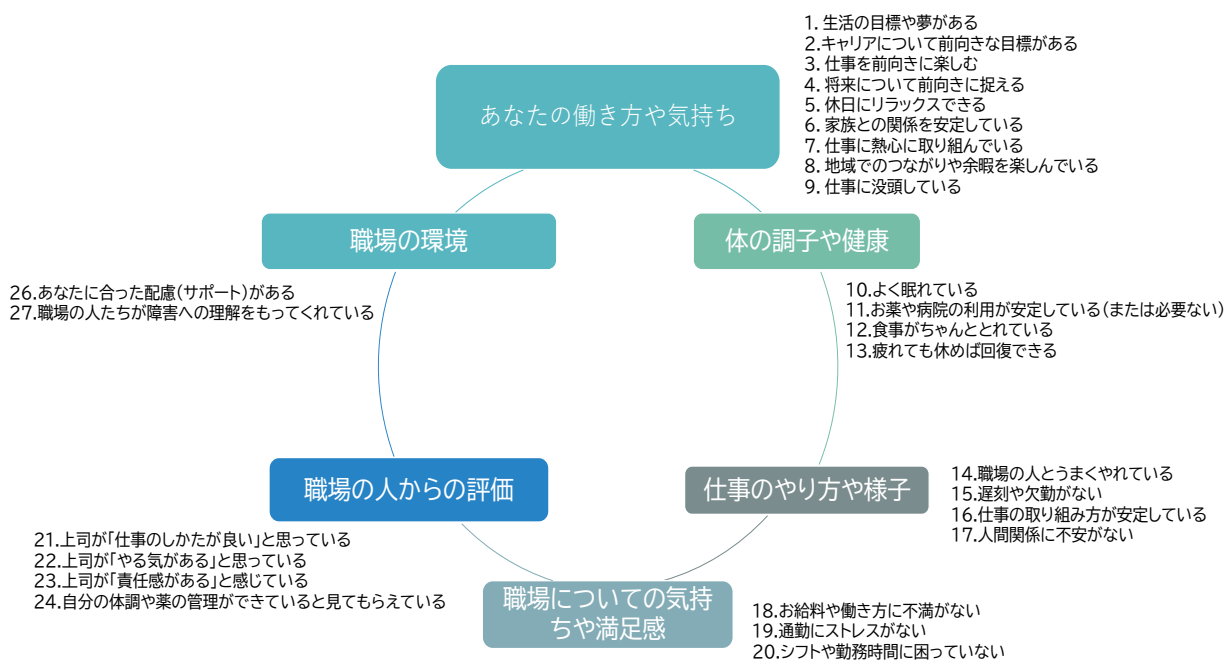 あなたの働き方や気持ち
1. 生活の目標や夢がある
2.キャリアについて前向きな目標がある
3. 仕事を前向きに楽しむ
4. 将来について前向きに捉える
5. 休日にリラックスできる
6. 家族との関係を安定している
7. 仕事に熱心に取り組んでいる
8. 地域でのつながりや余暇を楽しんでいる
9. 仕事に没頭している
体の調子や健康
10.よく眠れている
11.お薬や病院の利用が安定している(または必要ない)
12.食事がちゃんととれている
13.疲れても休めば回復できる
仕事のやり方や様子
14.職場の人とうまくやれている
15.遅刻や欠勤がない
16.仕事の取り組み方が安定している
17.人間関係に不安がない
職場についての気持
ちや満足感
18.お給料や働き方に不満がない
19.通勤にストレスがない
20.シフトや勤務時間に困っていない
職場の人からの評価
21.上司が「仕事のしかたが良い」と思っている
22.上司が「やる気がある」と思っている
23.上司が「責任感がある」と感じている
24.自分の体調や薬の管理ができていると見てもらえている
職場の環境
26.あなたに合った配慮(サポート)がある
27.職場の人たちが障害への理解をもってくれている